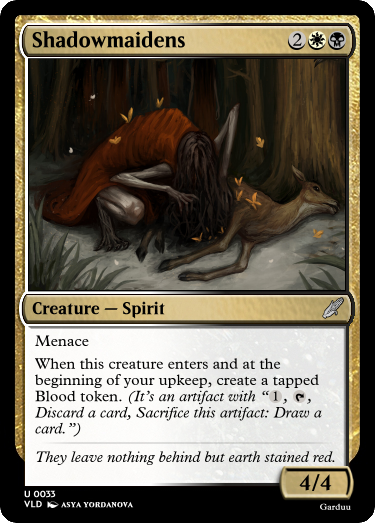 Shadowmaidens 2
Creature — Spirit
Menace
When this creature enters and at the
beginning of your upkeep, create a tapped
Blood token. (It's an artifact with "1, ,
Discard a card, Sacrifice this artifact: Draw a
card.")
They leave nothing behind but earth stained red.
4/4
U 0033
VLD ASYA YORDANOVA
Garduu